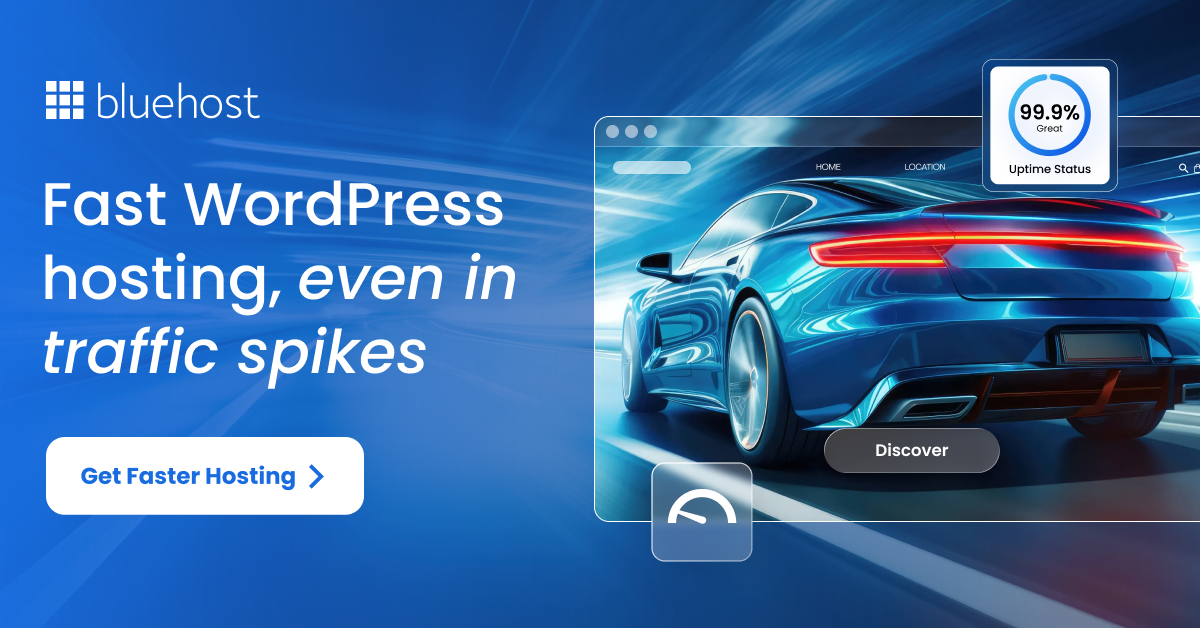 bluehost
Fast WordPress
hosting, even in
traffic spikes
Get Faster Hosting
HOME
LOCATION
99.9%
Great
Uptime Status
Discover